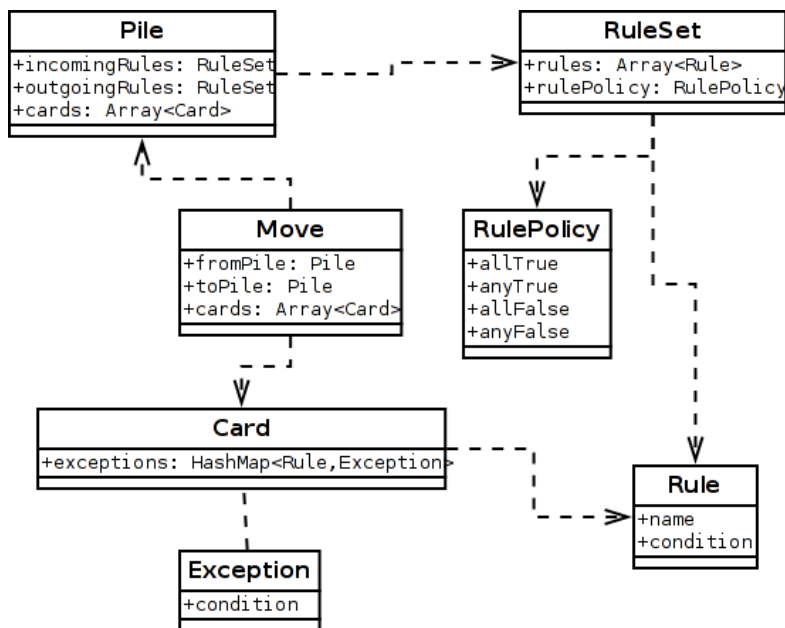 Pile
+incomingRules: RuleSet
+outgoingRules: RuleSet
+cards: Array<Card>
RuleSet
+rules: Array<Rule>
+rulePolicy: RulePolicy
Move
+fromPile: Pile
+toPile: Pile
+cards: Array<Card>
RulePolicy
+allTrue
+anyTrue
+allFalse
+anyFalse
Card
+exceptions: HashMap<Rule,Exception>
Rule
+name
+condition
Exception
+condition